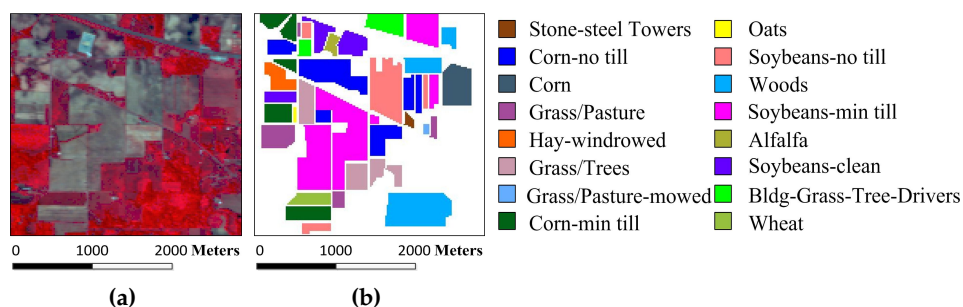 Stone-steel Towers
Corn-no till
Corn
Grass/Pasture
Hay-windrowed
Grass/Trees
Grass/Pasture-mowed
Corn-min till
Oats
Soybeans-no till
Woods
Soybeans-min till
Alfalfa
Soybeans-clean
Bldg-Grass-Tree-Drivers
Wheat
0 1000 2000 Meters
0 1000 2000 Meters
(a) (b)